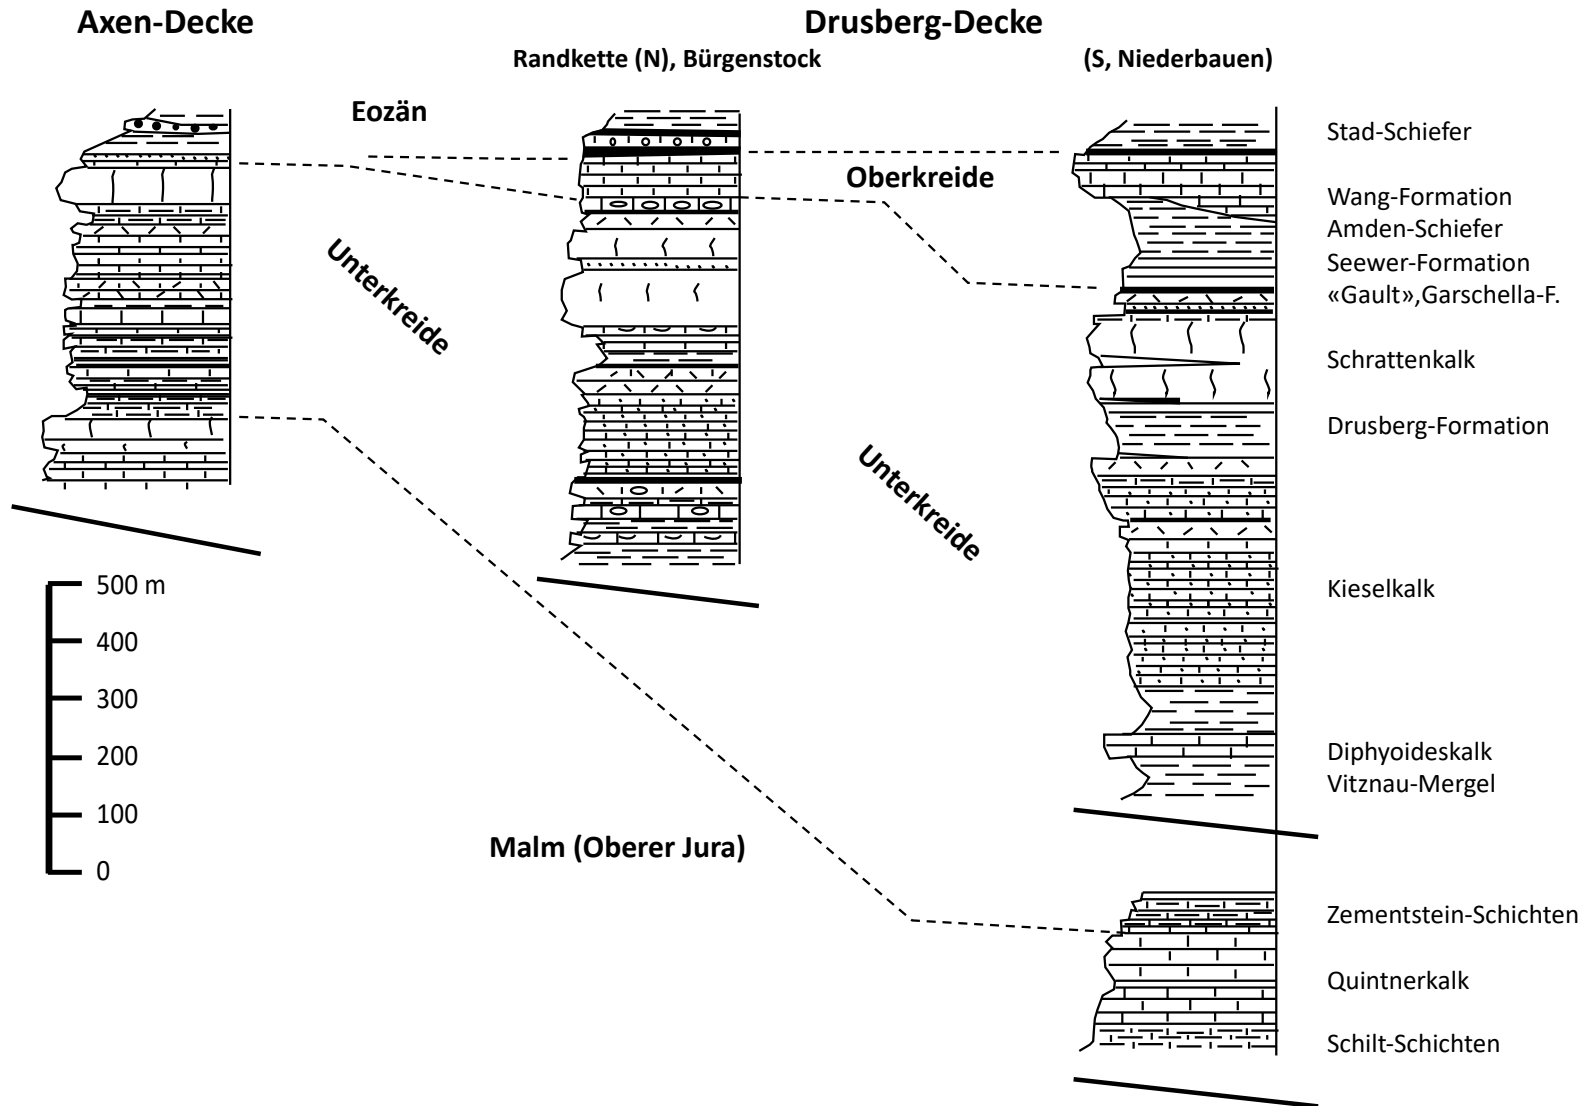 Axen-Decke
Drusberg-Decke
Randkette (N), Bürgenstock
(S, Niederbauen)
Eozän
Oberkreide
Unterkreide
Unterkreide
Malm (Oberer Jura)
500 m
400
300
200
100
0
Stad-Schiefer
Wang-Formation
Amden-Schiefer
Seewer-Formation
«Gault»,Garschella-F.
Schrattenkalk
Drusberg-Formation
Kieselkalk
Diphyoideskalk
Vitznau-Mergel
Zementstein-Schichten
Quintnerkalk
Schilt-Schichten